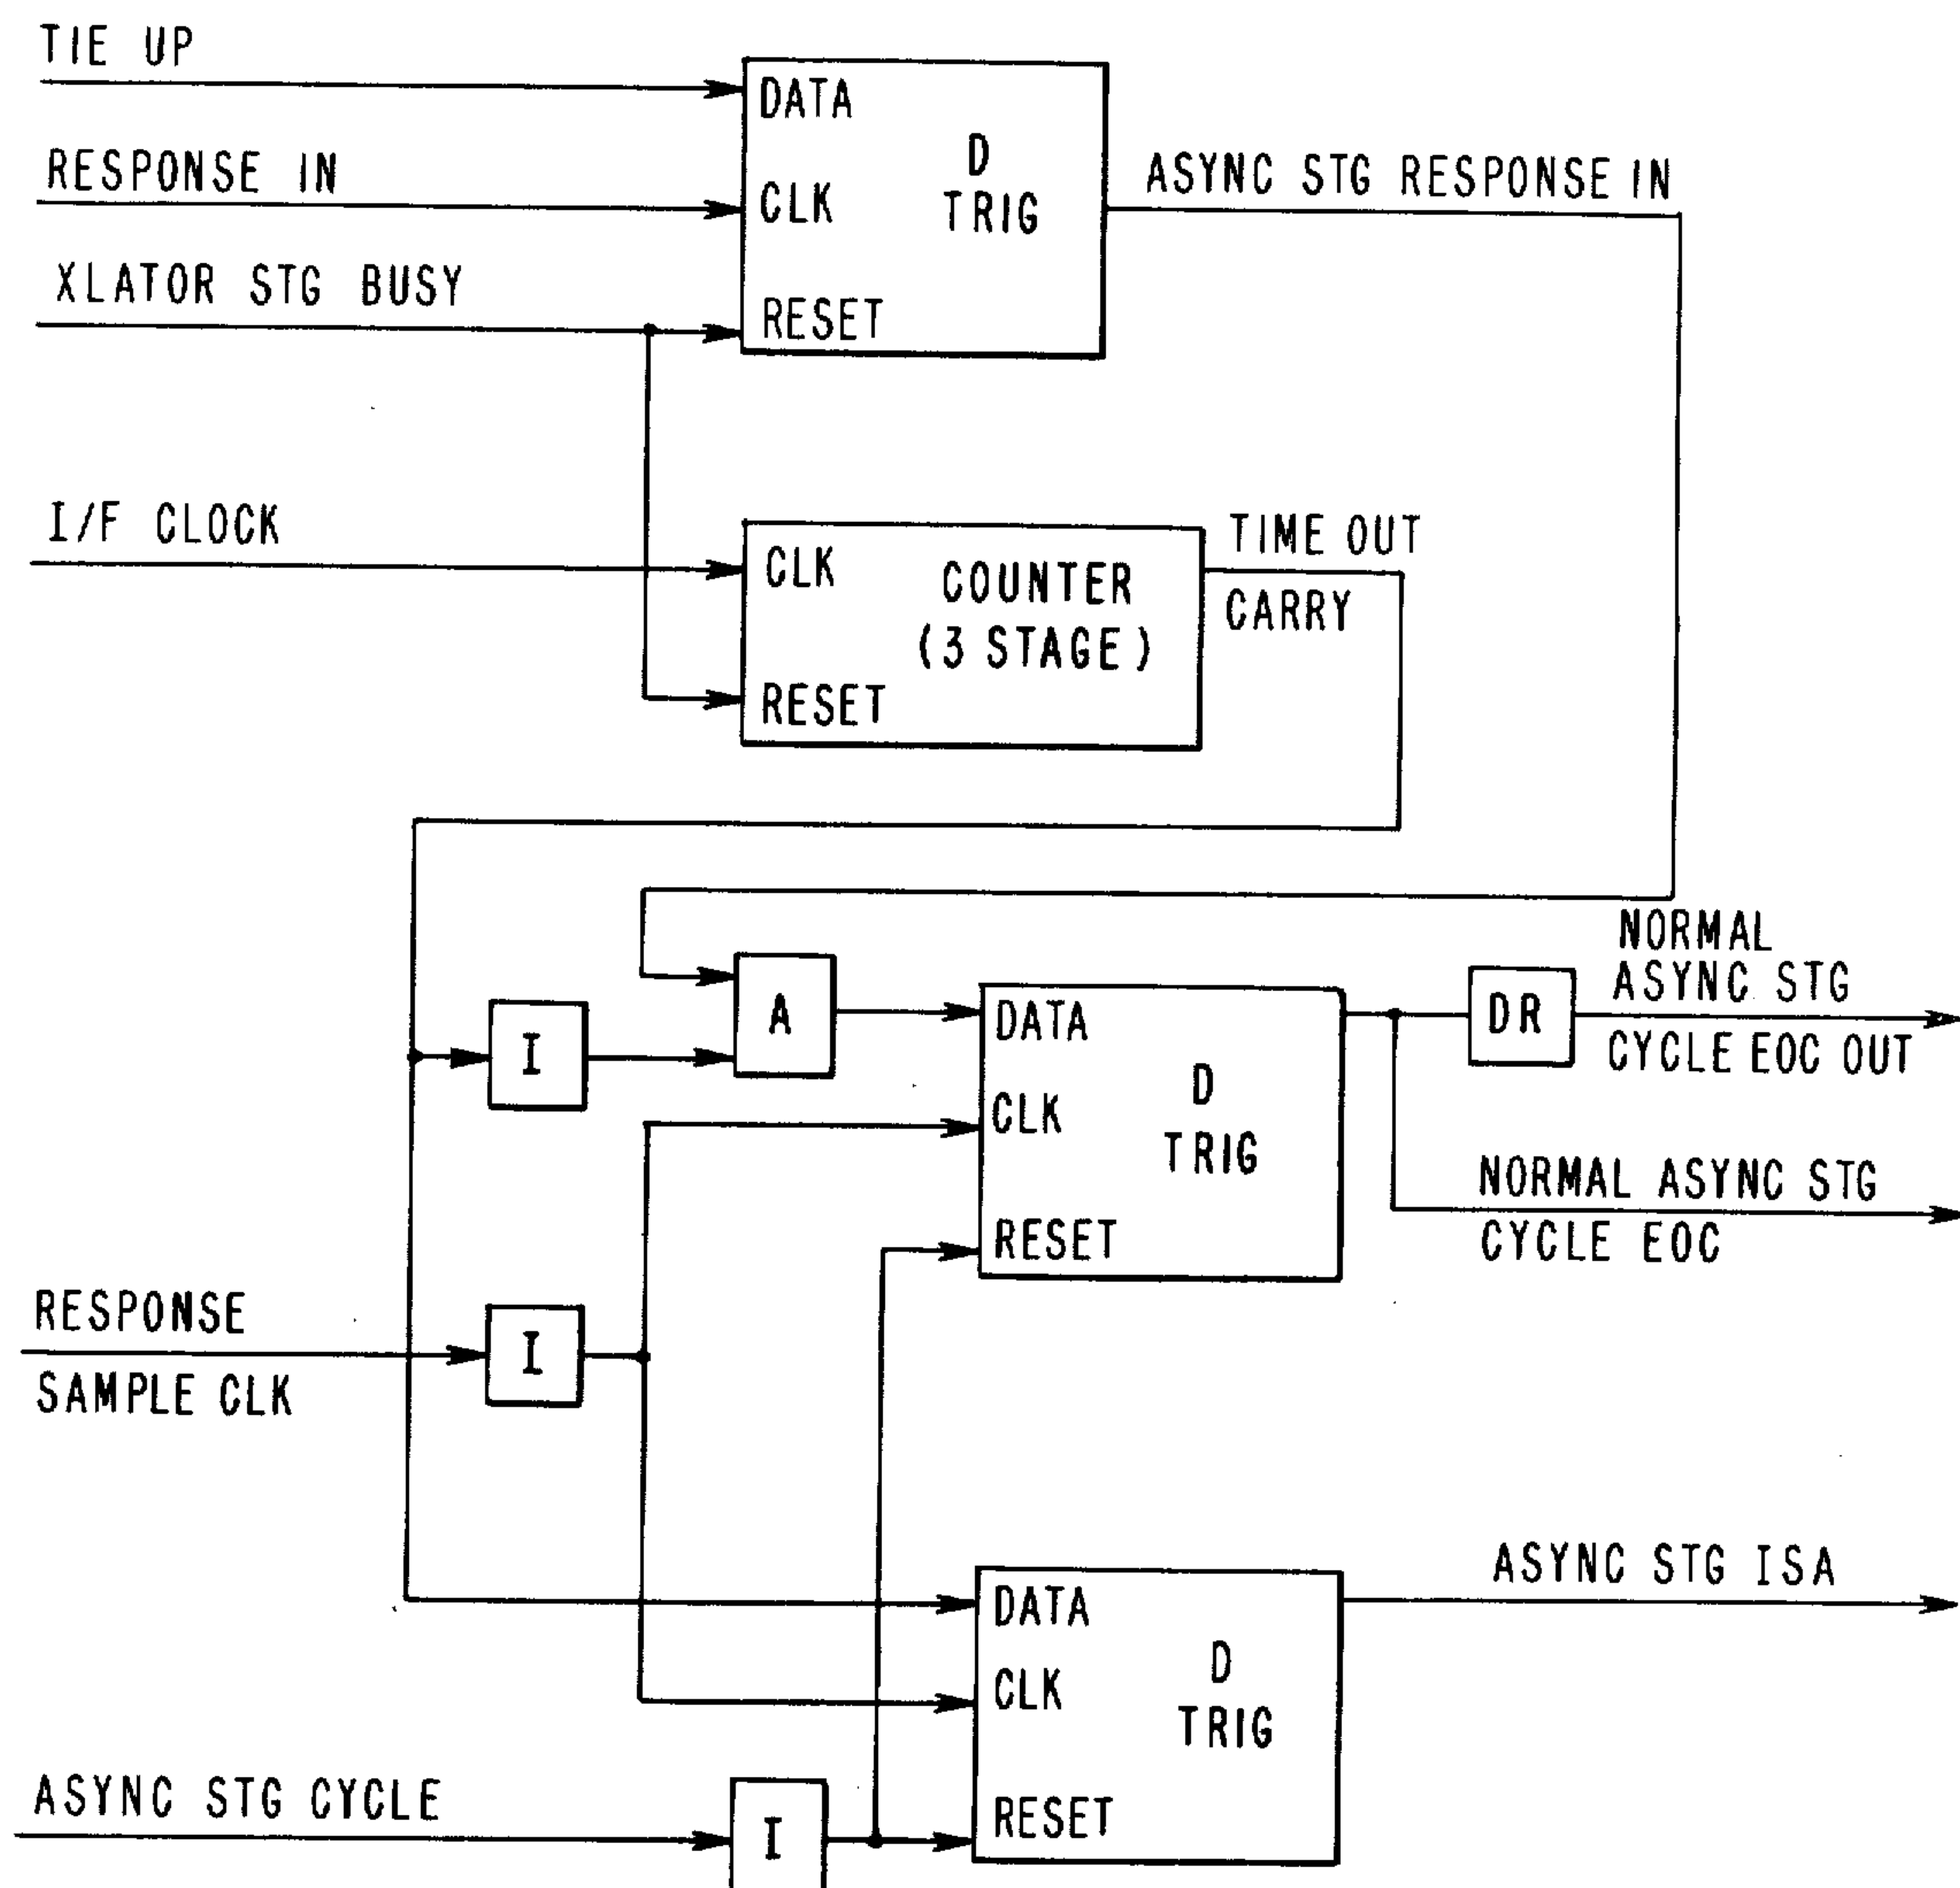 TIE UP
DATA
D
TRIG
RESPONSE IN
CLK
ASYNC STG RESPONSE IN
XLATOR STG BUSY
RESET
I/F CLOCK
CLK
COUNTER
(3 STAGE)
RESET
TIME OUT
CARRY
I
A
DATA
D
TRIG
CLK
RESET
DR
NORMAL
ASYNC STG
CYCLE EOC OUT
NORMAL ASYNC STG
CYCLE EOC
RESPONSE
SAMPLE CLK
I
DATA
D
TRIG
CLK
RESET
ASYNC STG ISA
ASYNC STG CYCLE
I